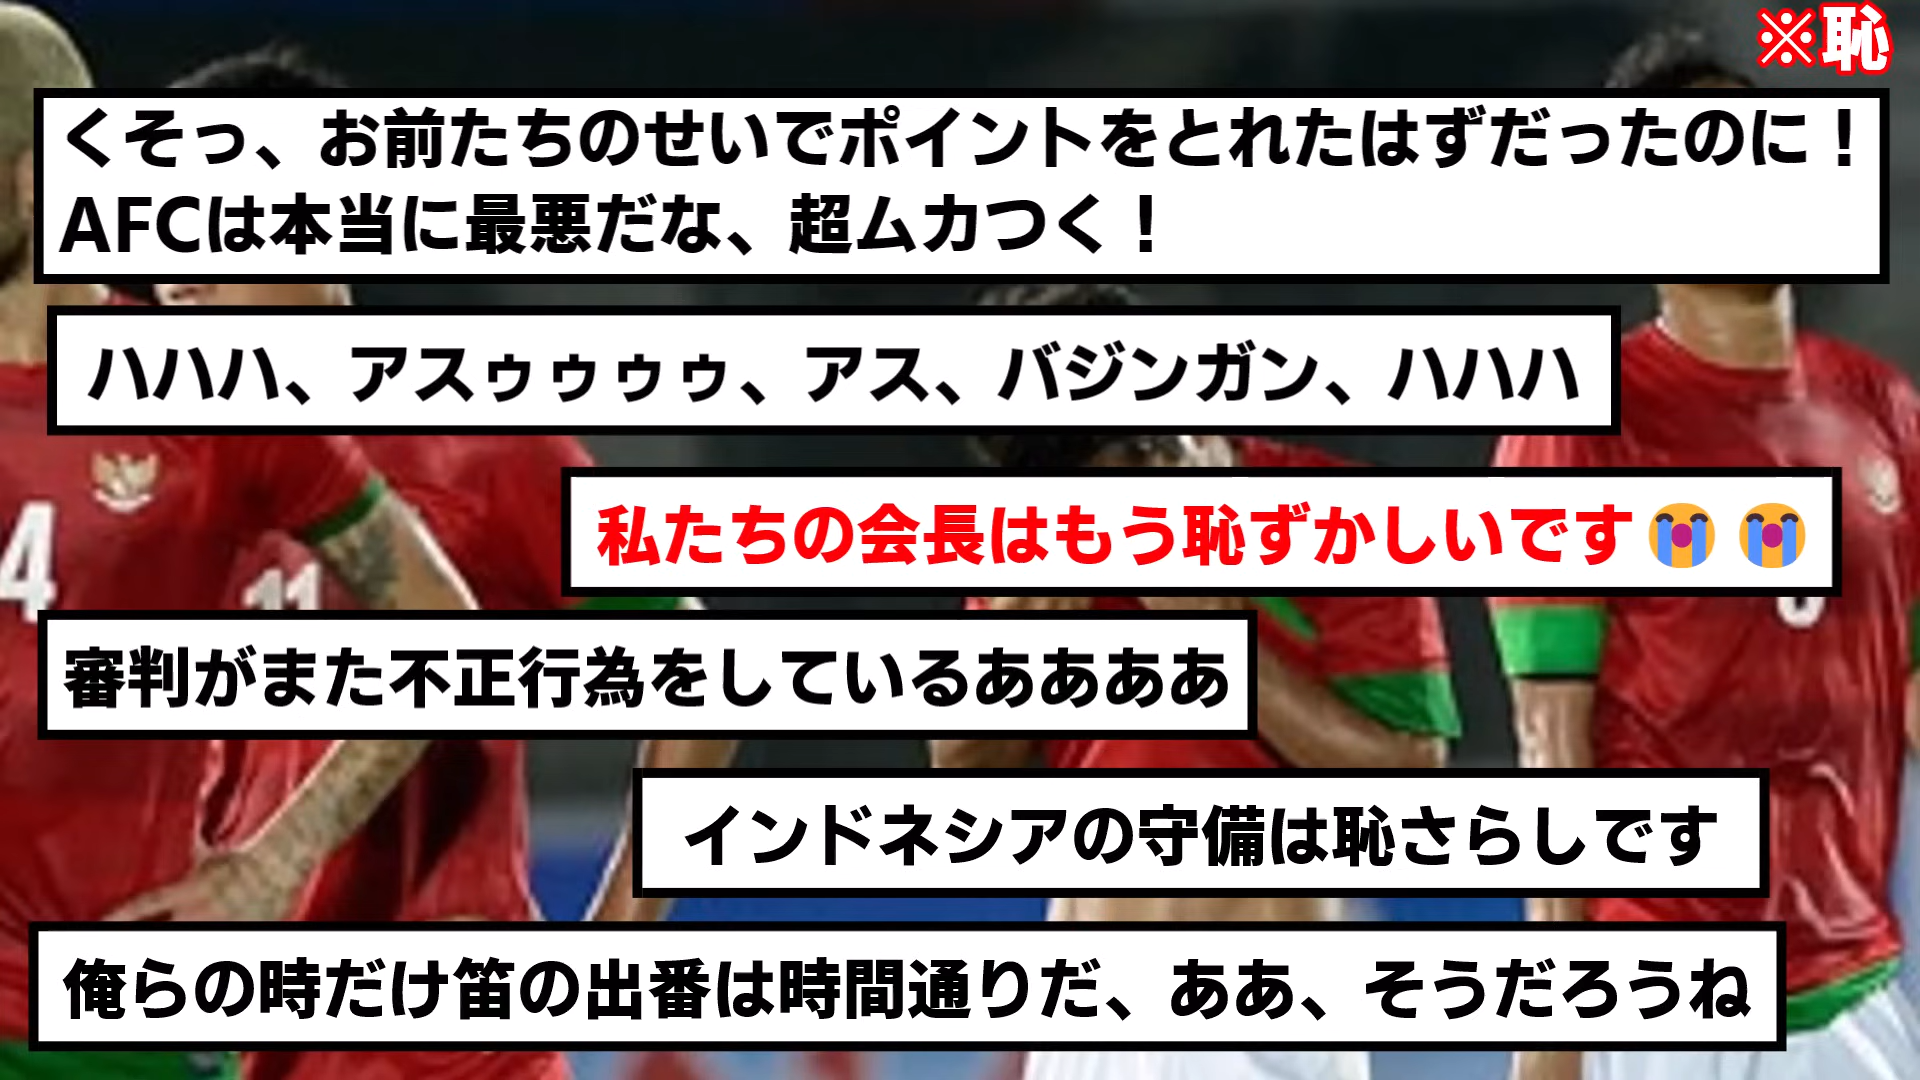 ※恥
くそっ、お前たちのせいでポイントをとれたはずだったのに！
AFCは本当に最悪だな、超ムカつく！
ハハハ、アスゥゥゥゥ、アス、バジンガン、ハハハ
私たちの会長はもう恥ずかしいです😭😭
4
11
審判がまた不正行為をしているああああ
インドネシアの守備は恥さらしです
俺らの時だけ笛の出番は時間通りだ、ああ、そうだろうね